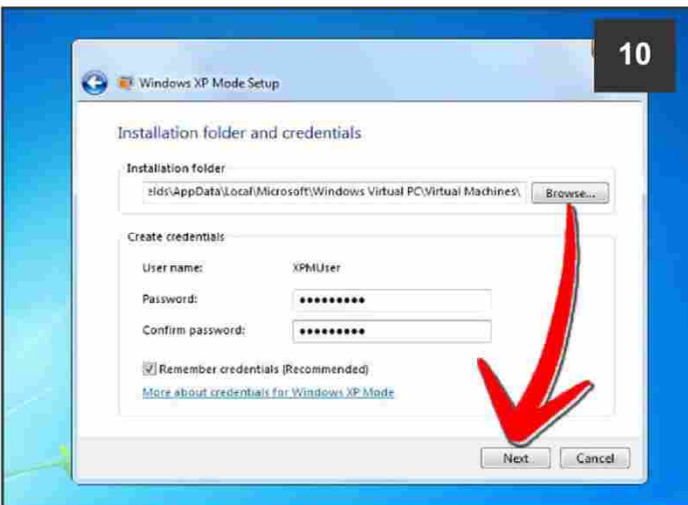 10
Windows XP Mode Setup
Installation folder and credentials
Installation folder
elds\AppData\Local\Microsoft\Windows Virtual PC\Virtual Machines\ Browse...
Create credentials
User name: XPMUser
Password: •••••••••
Confirm password: •••••••••
Remember credentials (Recommended)
More about credentials for Windows XP Mode
Next Cancel